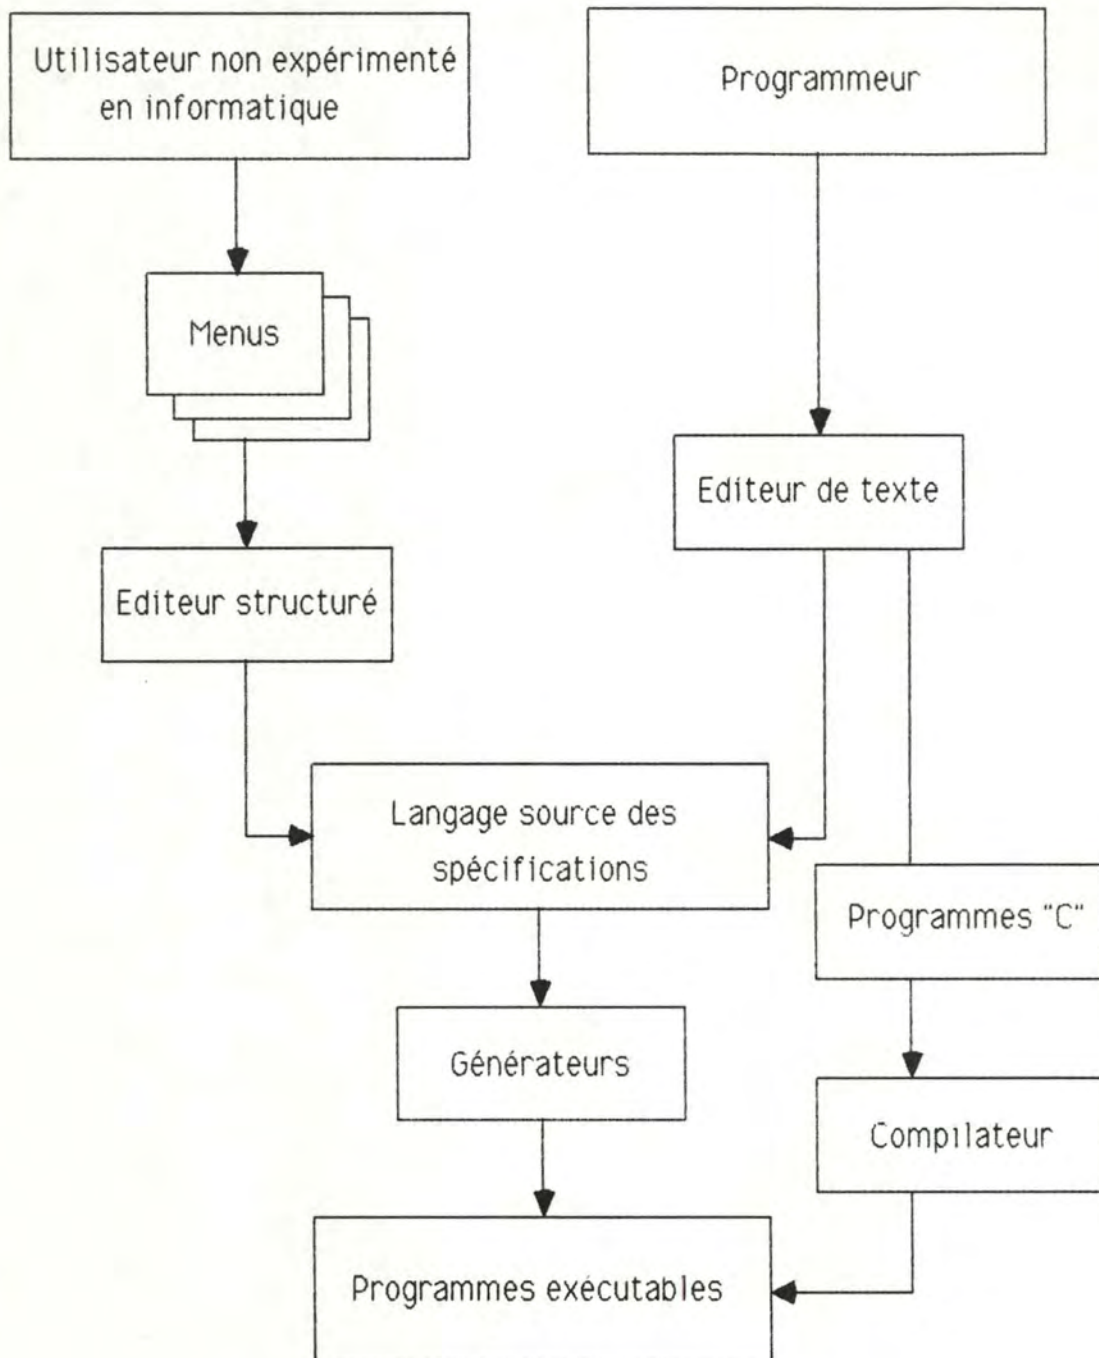 Utilisateur non expérimenté
en informatique
Programmeur
Menus
Editeur de texte
Editeur structuré
Langage source des
spécifications
Programmes "C"
Générateurs
Compilateur
Programmes exécutables